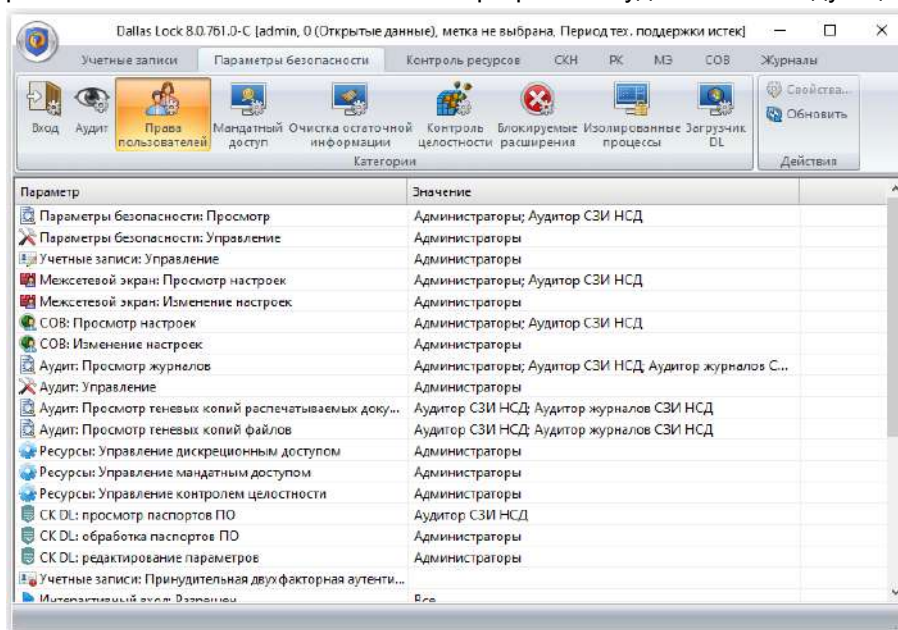 Dallas Lock 8.0.761.0-C [admin, 0 (Открытые данные), метка не выбрана, Период тех. поддержки истек]
Учетные записи Параметры безопасности Контроль ресурсов СКН РК МЭ СОВ Журналы
Вход Аудит Права пользователей Мандатный доступ Очистка остаточной информации Контроль целостности Блокируемые расширения Изолированные процессы Загрузчик DL
Свойства...
Обновить
Категории Действия
Параметр Значение
Параметры безопасности: Просмотр Администраторы; Аудитор СЗИ НСД
Параметры безопасности: Управление Администраторы
Учетные записи: Управление Администраторы
Межсетевой экран: Просмотр настроек Администраторы; Аудитор СЗИ НСД
Межсетевой экран: Изменение настроек Администраторы
СОВ: Просмотр настроек Администраторы; Аудитор СЗИ НСД
СОВ: Изменение настроек Администраторы
Аудит: Просмотр журналов Администраторы; Аудитор СЗИ НСД; Аудитор журналов С...
Аудит: Управление Администраторы
Аудит: Просмотр теневых копий распечатываемых доку... Аудитор СЗИ НСД; Аудитор журналов СЗИ НСД
Аудит: Просмотр теневых копий файлов Аудитор СЗИ НСД; Аудитор журналов СЗИ НСД
Ресурсы: Управление дискреционным доступом Администраторы
Ресурсы: Управление мандатным доступом Администраторы
Ресурсы: Управление контролем целостности Администраторы
СК DL: просмотр паспортов ПО Аудитор СЗИ НСД
СК DL: обработка паспортов ПО Администраторы
СК DL: редактирование параметров Администраторы
Учетные записи: Принудительная двухфакторная аутенти...
Интерактивный вход: Разрешен Все